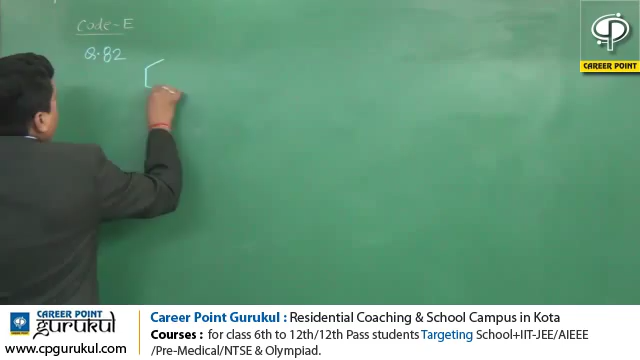 Code-E
Q.82
CAREER POINT
CAREER POINT
gurukul
www.cpgurukul.com
Career Point Gurukul : Residential Coaching & School Campus in Kota
Courses : for class 6th to 12th/12th Pass students Targeting School+IIT-JEE/AIEEE
/Pre-Medical/NTSE & Olympiad.